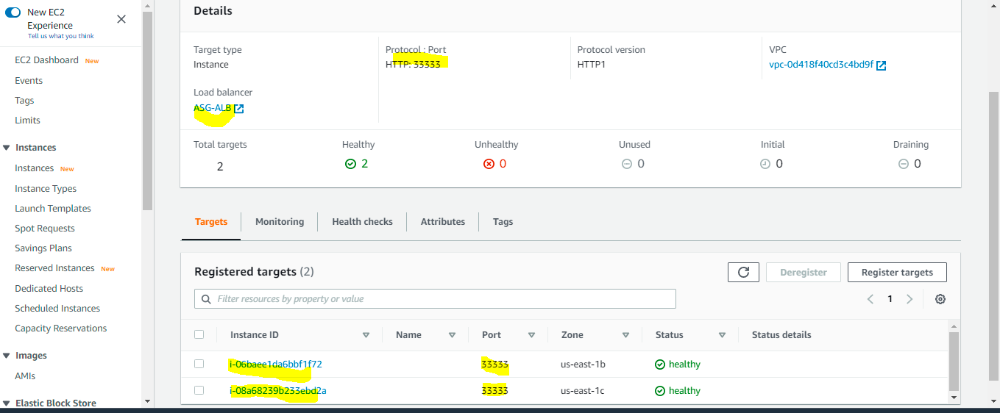 New EC2
Experience
Tell us what you think
EC2 Dashboard New
Events
Tags
Limits
Instances
Instances New
Instance Types
Launch Templates
Spot Requests
Savings Plans
Reserved Instances New
Dedicated Hosts
Scheduled Instances
Capacity Reservations
Images
AMIs
Elastic Block Store
Details
Target type
Instance
Protocol : Port
HTTP: 33333
Protocol version
HTTP1
VPC
vpc-0d418f40cd3c4bd9f
Load balancer
ASG-ALB
Total targets
2
Healthy
2
Unhealthy
0
Unused
0
Initial
0
Draining
0
Targets Monitoring Health checks Attributes Tags
Registered targets (2)
Deregister
Register targets
Filter resources by property or value
1
Instance ID Name Port Zone Status Status details
i-06baee1da6bbf1f72 33333 us-east-1b healthy
i-08a68239b233ebd2a 33333 us-east-1c healthy